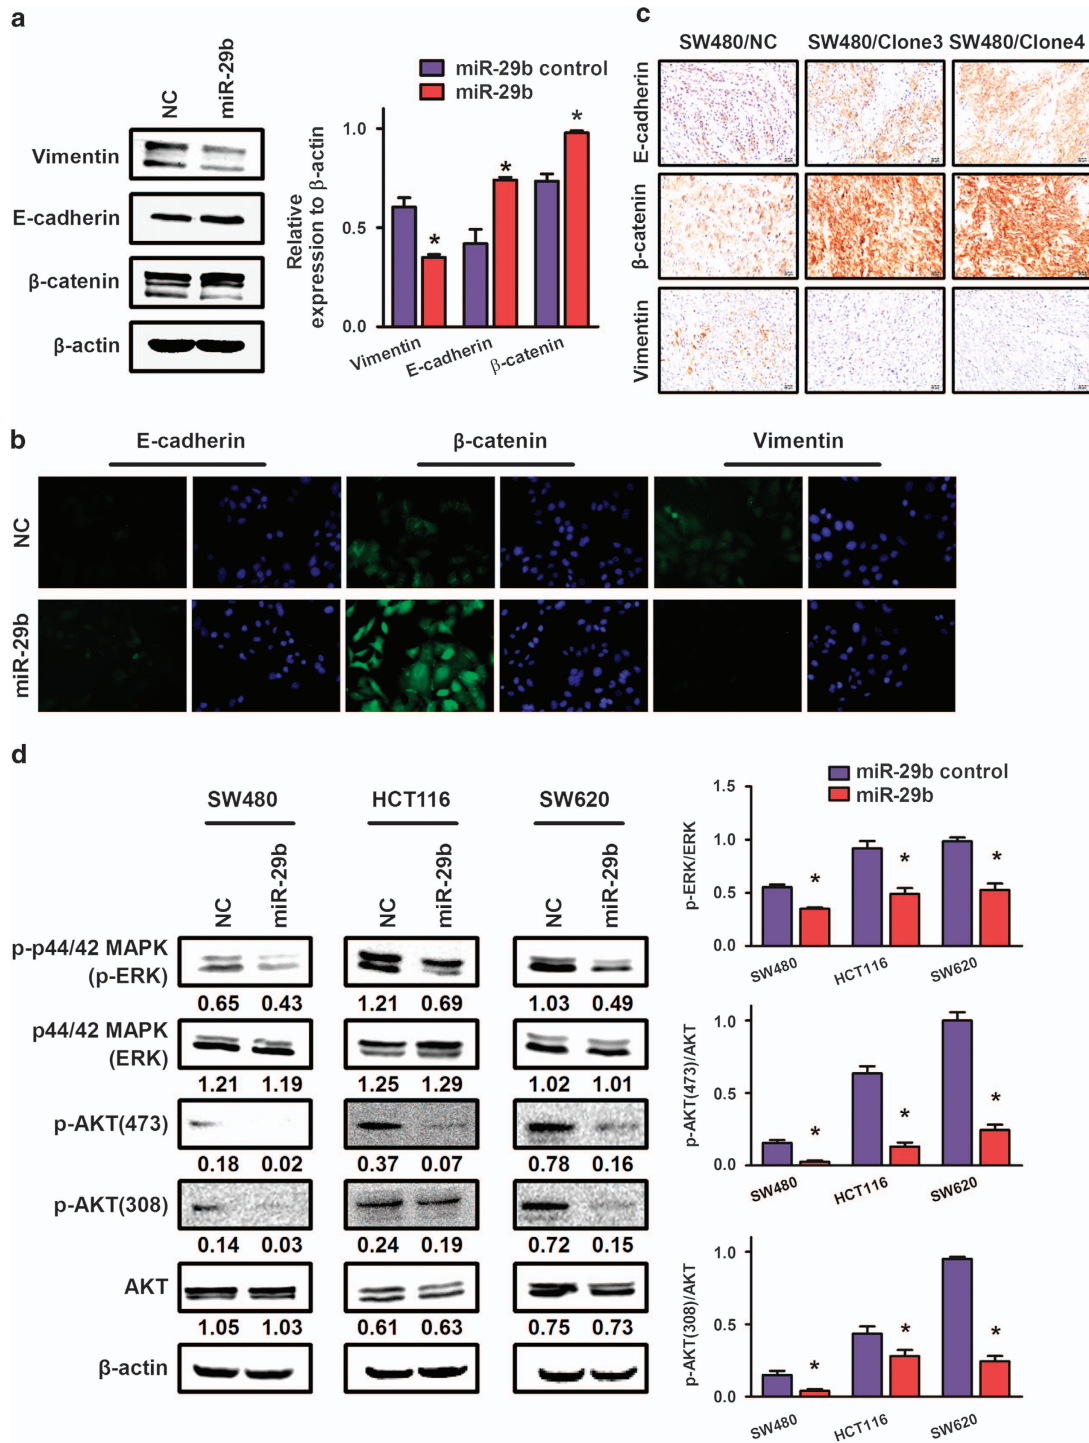 a
NC
miR-29b
Vimentin
E-cadherin
β-catenin
β-actin
miR-29b control
miR-29b
Relative
expression to β-actin
1.0
0.5
0.0
Vimentin
E-cadherin
β-catenin
*
*
*
c
SW480/NC
SW480/Clone3
SW480/Clone4
E-cadherin
β-catenin
Vimentin
b
E-cadherin
β-catenin
Vimentin
NC
miR-29b
d
SW480
HCT116
SW620
NC
miR-29b
NC
miR-29b
NC
miR-29b
p-p44/42 MAPK
(p-ERK)
0.65 0.43 1.21 0.69 1.03 0.49
p44/42 MAPK
(ERK)
1.21 1.19 1.25 1.29 1.02 1.01
p-AKT(473)
0.18 0.02 0.37 0.07 0.78 0.16
p-AKT(308)
0.14 0.03 0.24 0.19 0.72 0.15
AKT
1.05 1.03 0.61 0.63 0.75 0.73
β-actin
miR-29b control
miR-29b
p-ERK/ERK
1.5
1.0
0.5
0.0
*
*
*
SW480
HCT116
SW620
p-AKT(473)/AKT
1.0
0.5
0.0
*
*
*
SW480
HCT116
SW620
p-AKT(308)/AKT
1.0
0.5
0.0
*
*
*
SW480
HCT116
SW620